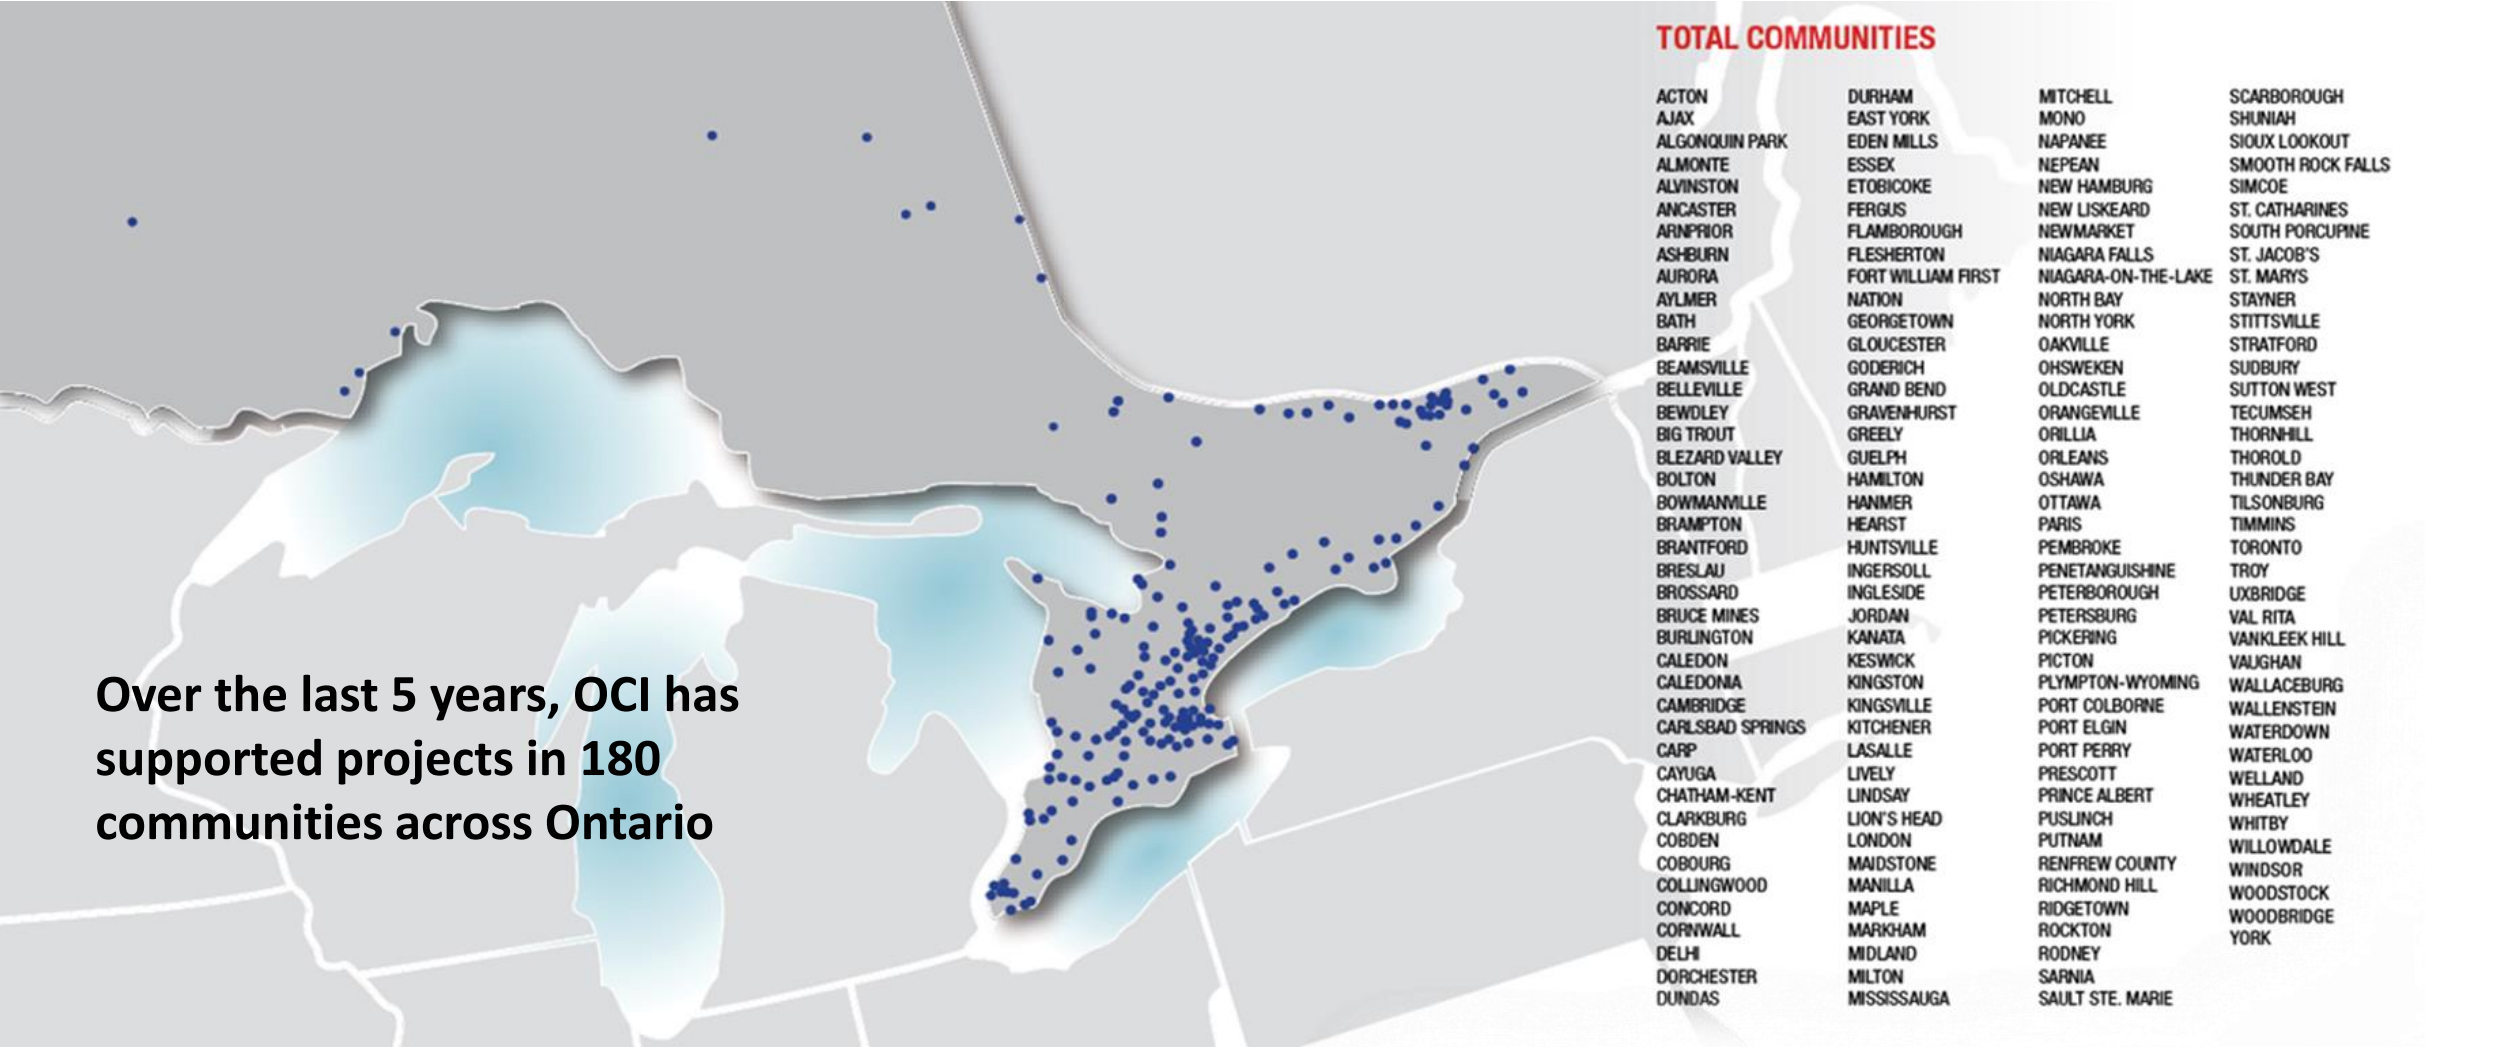 Over the last 5 years, OCI has
supported projects in 180
communities across Ontario
TOTAL COMMUNITIES
ACTON
AJAX
ALGONQUIN PARK
ALMONTE
ALVINSTON
ANCASTER
ARNPRIOR
ASHBURN
AURORA
AYLMER
BATH
BARRIE
BEAMSVILLE
BELLEVILLE
BEWDLEY
BIG TROUT
BLEZARD VALLEY
BOLTON
BOWMANVILLE
BRAMPTON
BRANTFORD
BRESLAU
BROSSARD
BRUCE MINES
BURLINGTON
CALEDON
CALEDONIA
CAMBRIDGE
CARLSBAD SPRINGS
CARP
CAYUGA
CHATHAM-KENT
CLARKBURG
COBDEN
COBOURG
COLLINGWOOD
CONCORD
CORNWALL
DELHI
DORCHESTER
DUNDAS
DURHAM
EAST YORK
EDEN MILLS
ESSEX
ETOBICOKE
FERGUS
FLAMBOROUGH
FLESHERTON
FORT WILLIAM FIRST
NATION
GEORGETOWN
GLOUCESTER
GODERICH
GRAND BEND
GRAVENHURST
GREELY
GUELPH
HAMILTON
HANMER
HEARST
HUNTSVILLE
INGERSOLL
INGLESIDE
JORDAN
KANATA
KESWICK
KINGSTON
KINGSVILLE
KITCHENER
LASALLE
LIVELY
LINDSAY
LION'S HEAD
LONDON
MAIDSTONE
MANILLA
MAPLE
MARKHAM
MIDLAND
MILTON
MISSISSAUGA
MITCHELL
MONO
NAPANEE
NEPEAN
NEW HAMBURG
NEW LISKEARD
NEWMARKET
NIAGARA FALLS
NIAGARA-ON-THE-LAKE
NORTH BAY
NORTH YORK
OAKVILLE
OHSWEKEN
OLDCASTLE
ORANGEVILLE
ORILLIA
ORLEANS
OSHAWA
OTTAWA
PARIS
PEMBROKE
PENETANGUISHINE
PETERBOROUGH
PETERSBURG
PICKERING
PICTON
PLYMPTON-WYOMING
PORT COLBORNE
PORT ELGIN
PORT PERRY
PRESCOTT
PRINCE ALBERT
PUSLINCH
PUTNAM
RENFREW COUNTY
RICHMOND HILL
RIDGETOWN
ROCKTON
RODNEY
SARNIA
SAULT STE. MARIE
SCARBOROUGH
SHUNIAH
SIOUX LOOKOUT
SMOOTH ROCK FALLS
SIMCOE
ST. CATHARINES
SOUTH PORCUPINE
ST. JACOB'S
ST. MARYS
STAYNER
STITTSVILLE
STRATFORD
SUDBURY
SUTTON WEST
TECUMSEH
THORNHILL
THOROLD
THUNDER BAY
TILSONBURG
TIMMINS
TORONTO
TROY
UXBRIDGE
VAL RITA
VANKLEEK HILL
VAUGHAN
WALLACEBURG
WALLENSTEIN
WATERDOWN
WATERLOO
WELLAND
WHEATLEY
WHITBY
WILLOWDALE
WINDSOR
WOODSTOCK
WOODBRIDGE
YORK